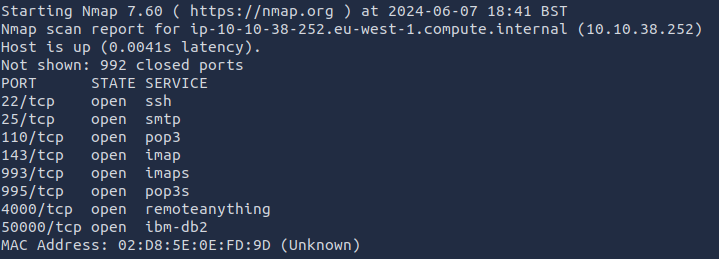 Starting Nmap 7.60 ( https://nmap.org ) at 2024-06-07 18:41 BST
Nmap scan report for ip-10-10-38-252.eu-west-1.compute.internal (10.10.38.252)
Host is up (0.0041s latency).
Not shown: 992 closed ports
PORT      STATE SERVICE
22/tcp    open  ssh
25/tcp    open  smtp
110/tcp   open  pop3
143/tcp   open  imap
993/tcp   open  imaps
995/tcp   open  pop3s
4000/tcp  open  remoteanything
50000/tcp open  ibm-db2
MAC Address: 02:D8:5E:0E:FD:9D (Unknown)